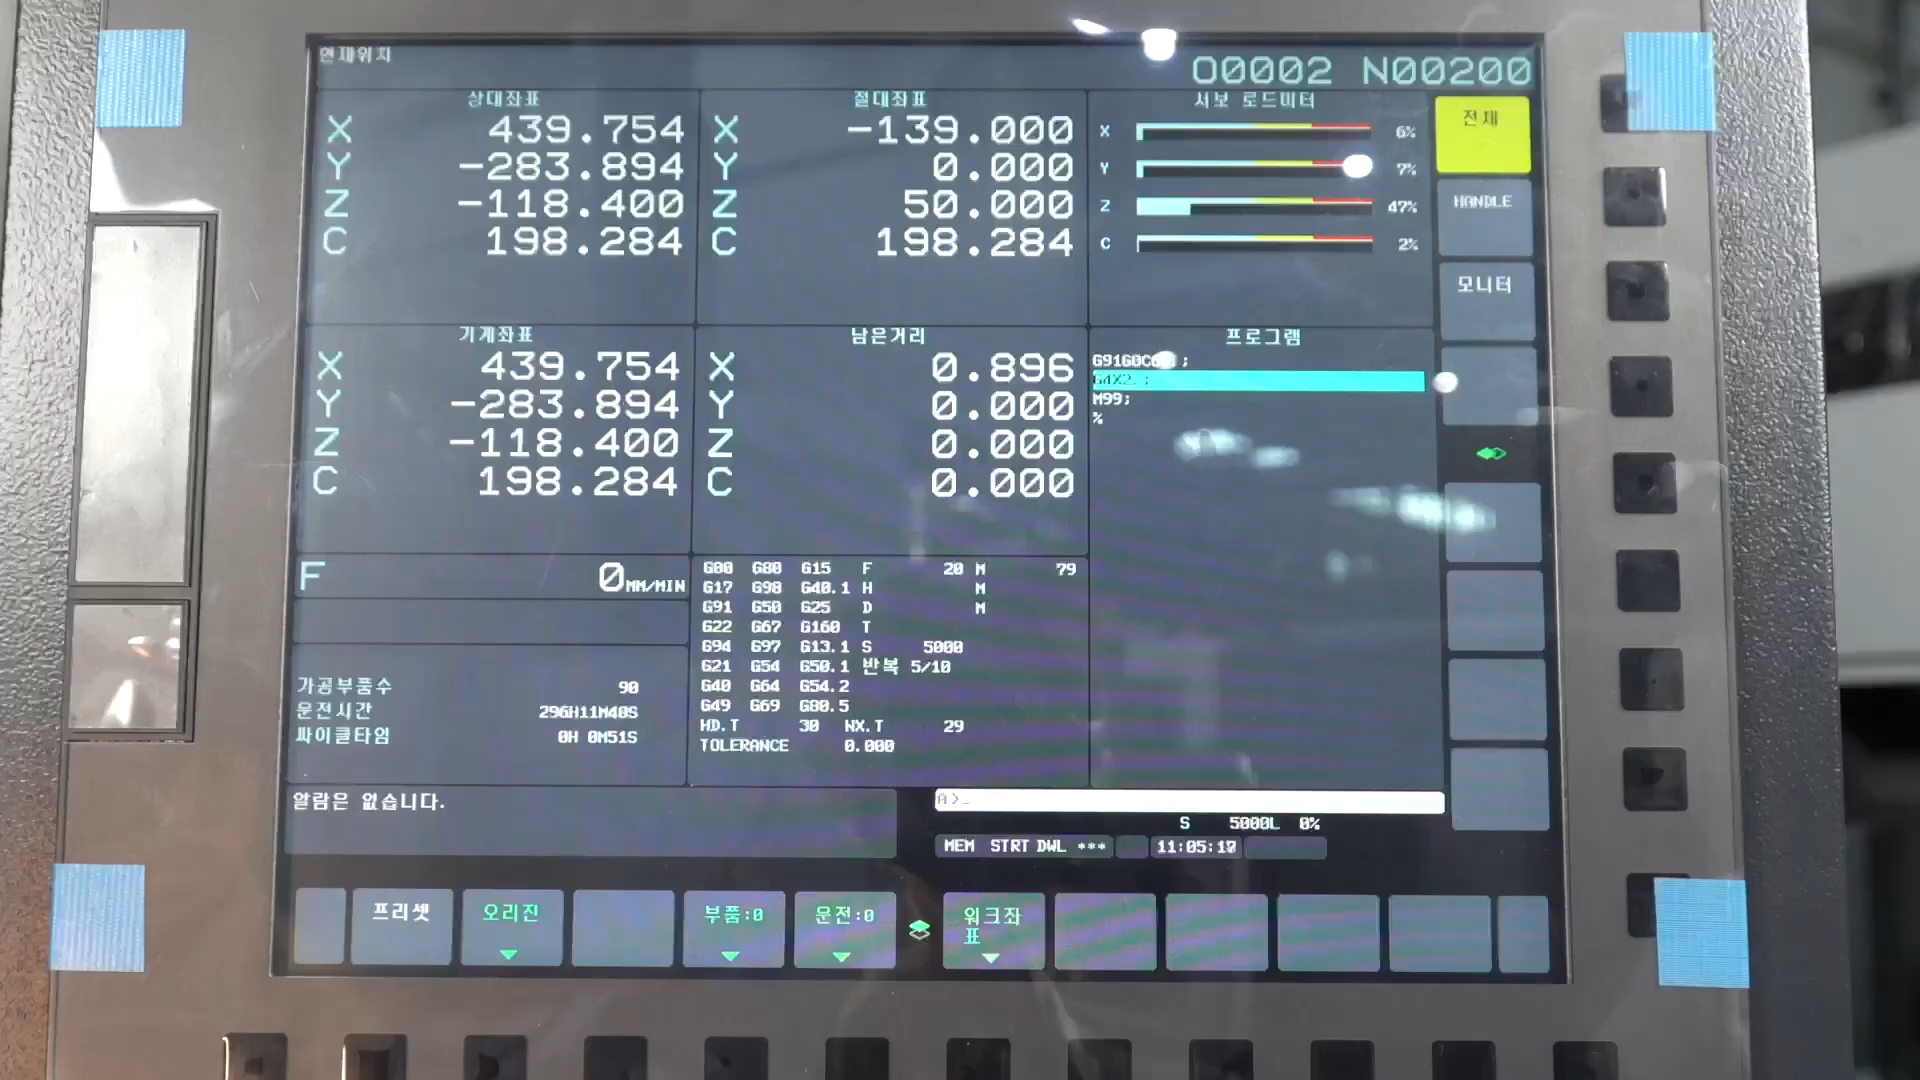 현재위치
O0002 N00200
상대좌표
X 439.754
Y -283.894
Z -118.400
C 198.284
절대좌표
X -139.000
Y 0.000
Z 50.000
C 198.284
서보 로드미터
X 6%
Y 7%
Z 47%
C 2%
전체
HANDLE
모니터
기계좌표
X 439.754
Y -283.894
Z -118.400
C 198.284
남은거리
X 0.896
Y 0.000
Z 0.000
C 0.000
프로그램
G4X2.;
M99;
%
F 0 MM/MIN
G00 G80 G15 F 20 M 79
G17 G98 G40.1 H M
G91 G50 G25 D M
G22 G67 G160 T
G94 G97 G13.1 S 5000
G21 G54 G50.1 반복 5/10
G40 G64 G54.2
G49 G69 G80.5
HD.T 30 NX.T 29
TOLERANCE 0.000
가공부품수 90
운전시간 296H11M40S
싸이클타임 0H 0M51S
알람은 없습니다.
A>_
S 5000L 0%
MEM STRT DWL *** 11:05:17
프리셋
오리진
부품:0
운전:0
워크좌
표